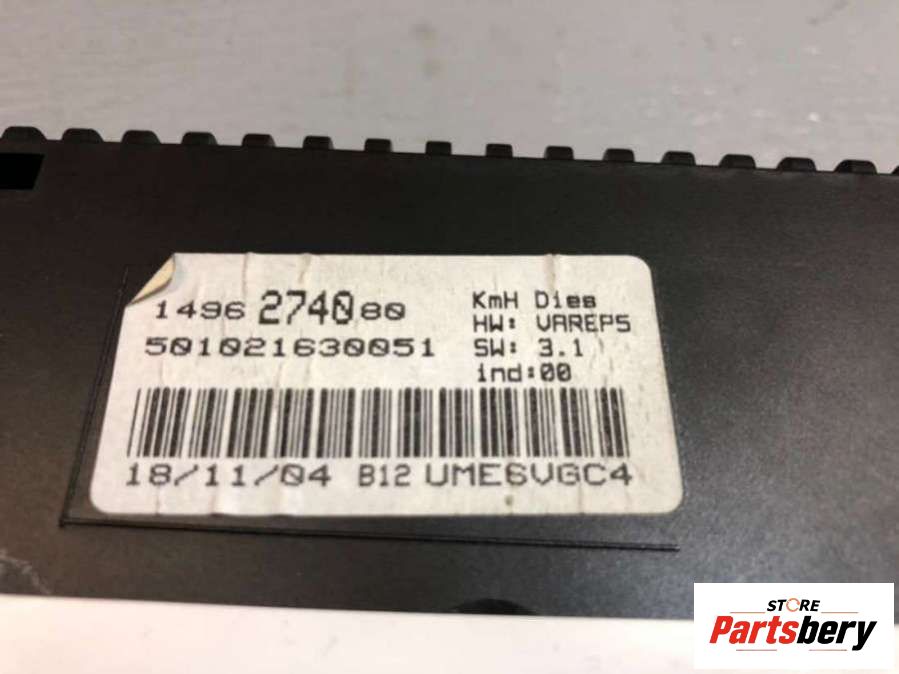 1496 2740 80
501021630051
KmH Dies
HW: VAREP5
SW: 3.1
ind:00
18/11/04 B12 UME6VGC4
STORE
Partsbery